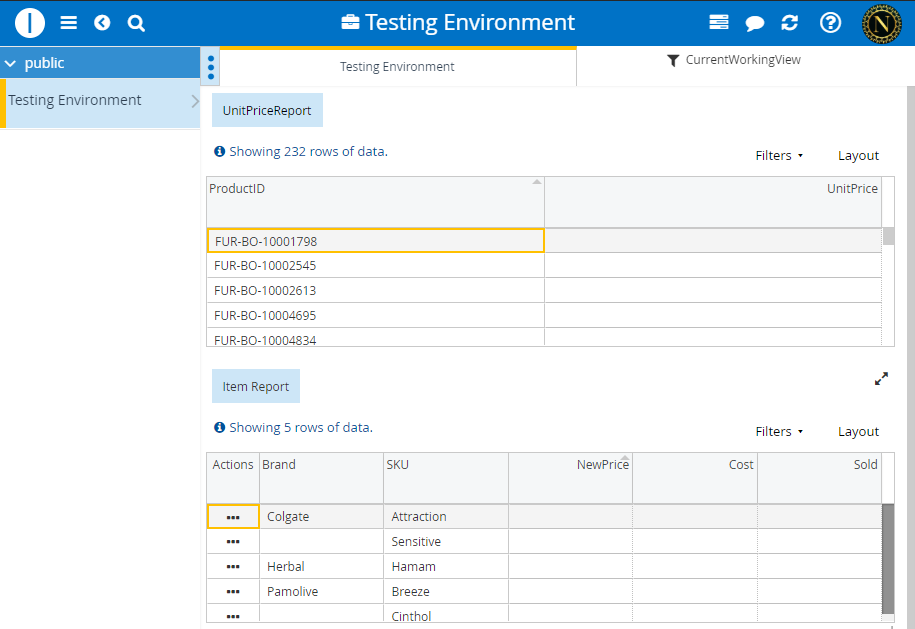 Testing Environment
N
public
Testing Environment
Testing Environment
CurrentWorkingView
UnitPriceReport
Showing 232 rows of data.
Filters
Layout
ProductID
UnitPrice
FUR-BO-10001798
FUR-BO-10002545
FUR-BO-10002613
FUR-BO-10004695
FUR-BO-10004834
Item Report
Showing 5 rows of data.
Filters
Layout
Actions Brand SKU NewPrice Cost Sold
••• Colgate Attraction
••• Sensitive
••• Herbal Hamam
••• Pamolive Breeze
••• Cinthol